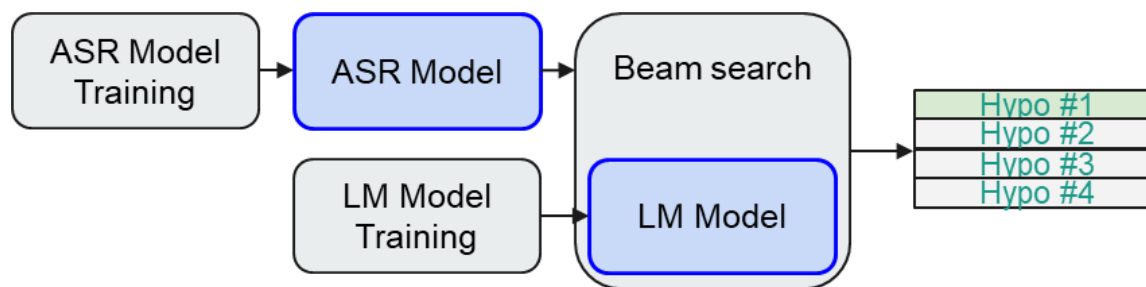 ASR Model
Training
ASR Model
Beam search
LM Model
Training
LM Model
Hypo #1
Hypo #2
Hypo #3
Hypo #4